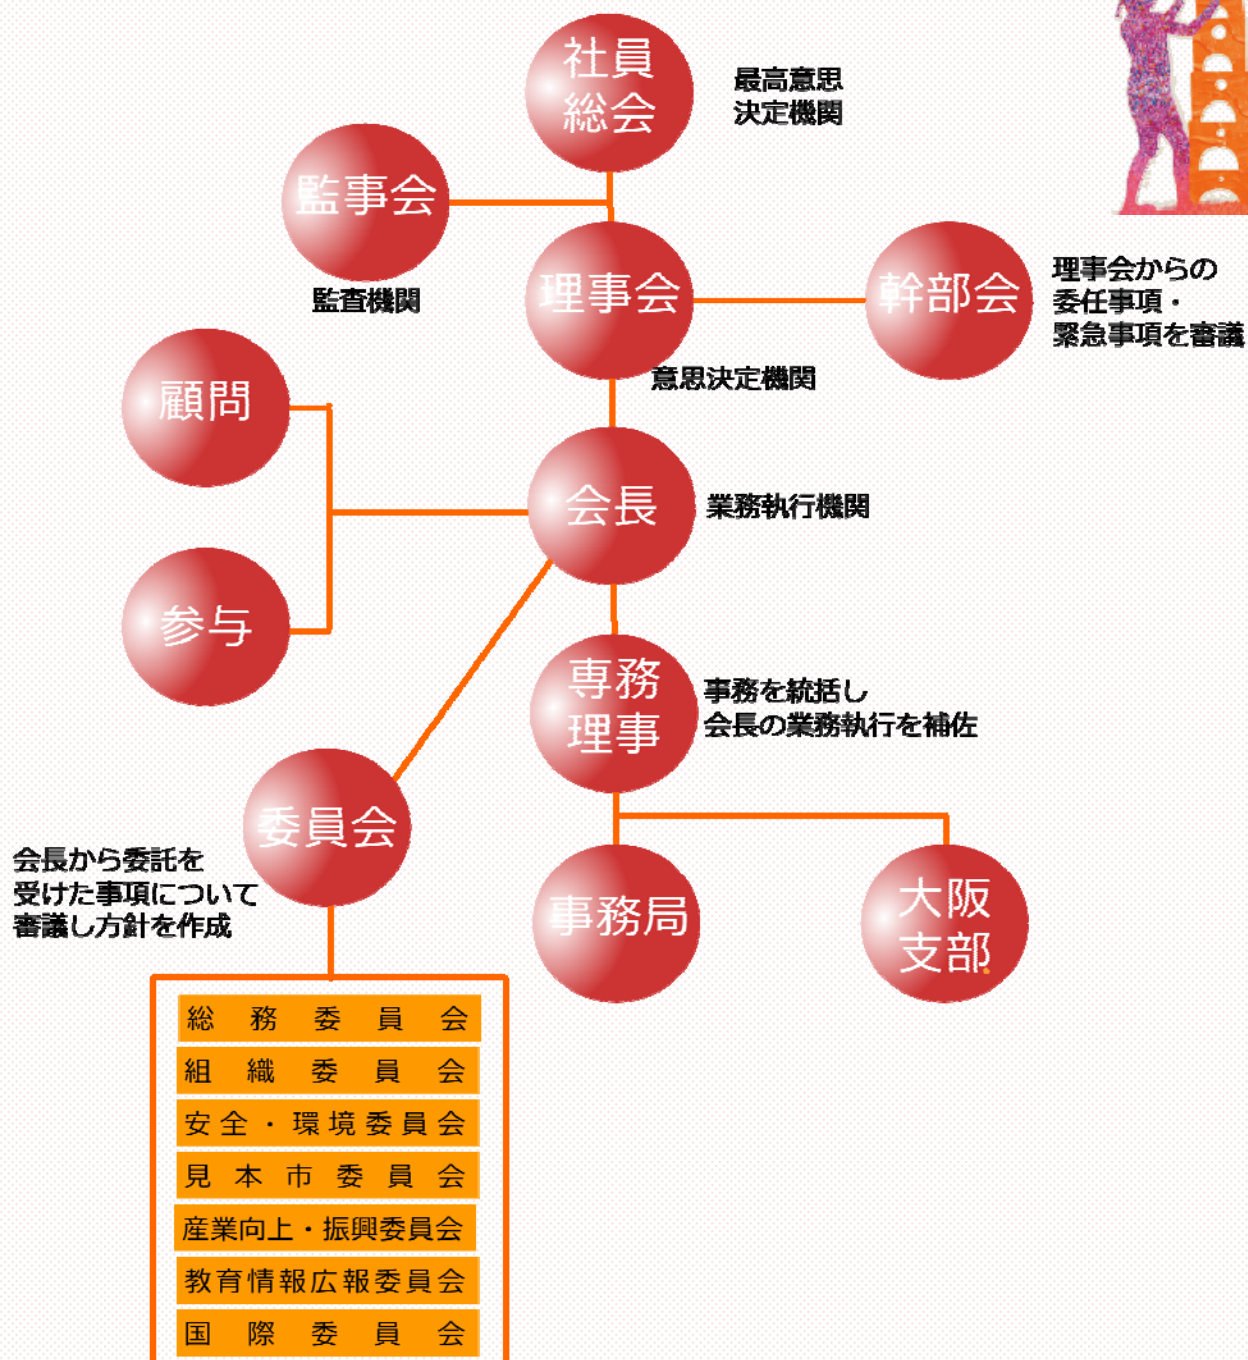 社員
総会
最高意思
決定機関
監事会
監査機関
理事会
意思決定機関
幹部会
理事会からの
委任事項・
緊急事項を審議
顧問
参与
会長
業務執行機関
専務
理事
事務を統括し
会長の業務執行を補佐
委員会
会長から委託を
受けた事項について
審議し方針を作成
事務局
大阪
支部
総務委員会
組織委員会
安全・環境委員会
見本市委員会
産業向上・振興委員会
教育情報広報委員会
国際委員会